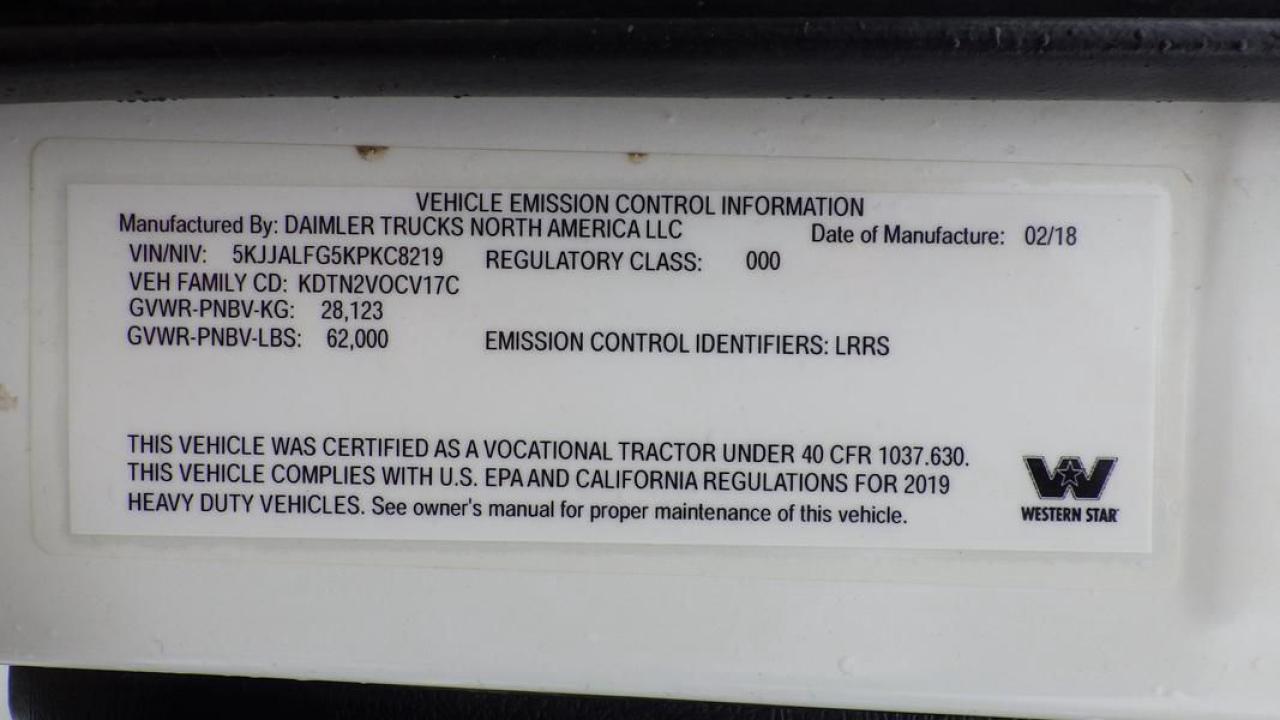 VEHICLE EMISSION CONTROL INFORMATION
Manufactured By: DAIMLER TRUCKS NORTH AMERICA LLC Date of Manufacture: 02/18
VIN/NIV: 5KJJALFG5KPKC8219 REGULATORY CLASS: 000
VEH FAMILY CD: KDTN2VOCV17C
GVWR-PNBV-KG: 28,123
GVWR-PNBV-LBS: 62,000 EMISSION CONTROL IDENTIFIERS: LRRS
THIS VEHICLE WAS CERTIFIED AS A VOCATIONAL TRACTOR UNDER 40 CFR 1037.630.
THIS VEHICLE COMPLIES WITH U.S. EPA AND CALIFORNIA REGULATIONS FOR 2019
HEAVY DUTY VEHICLES. See owner's manual for proper maintenance of this vehicle.
WESTERN STAR